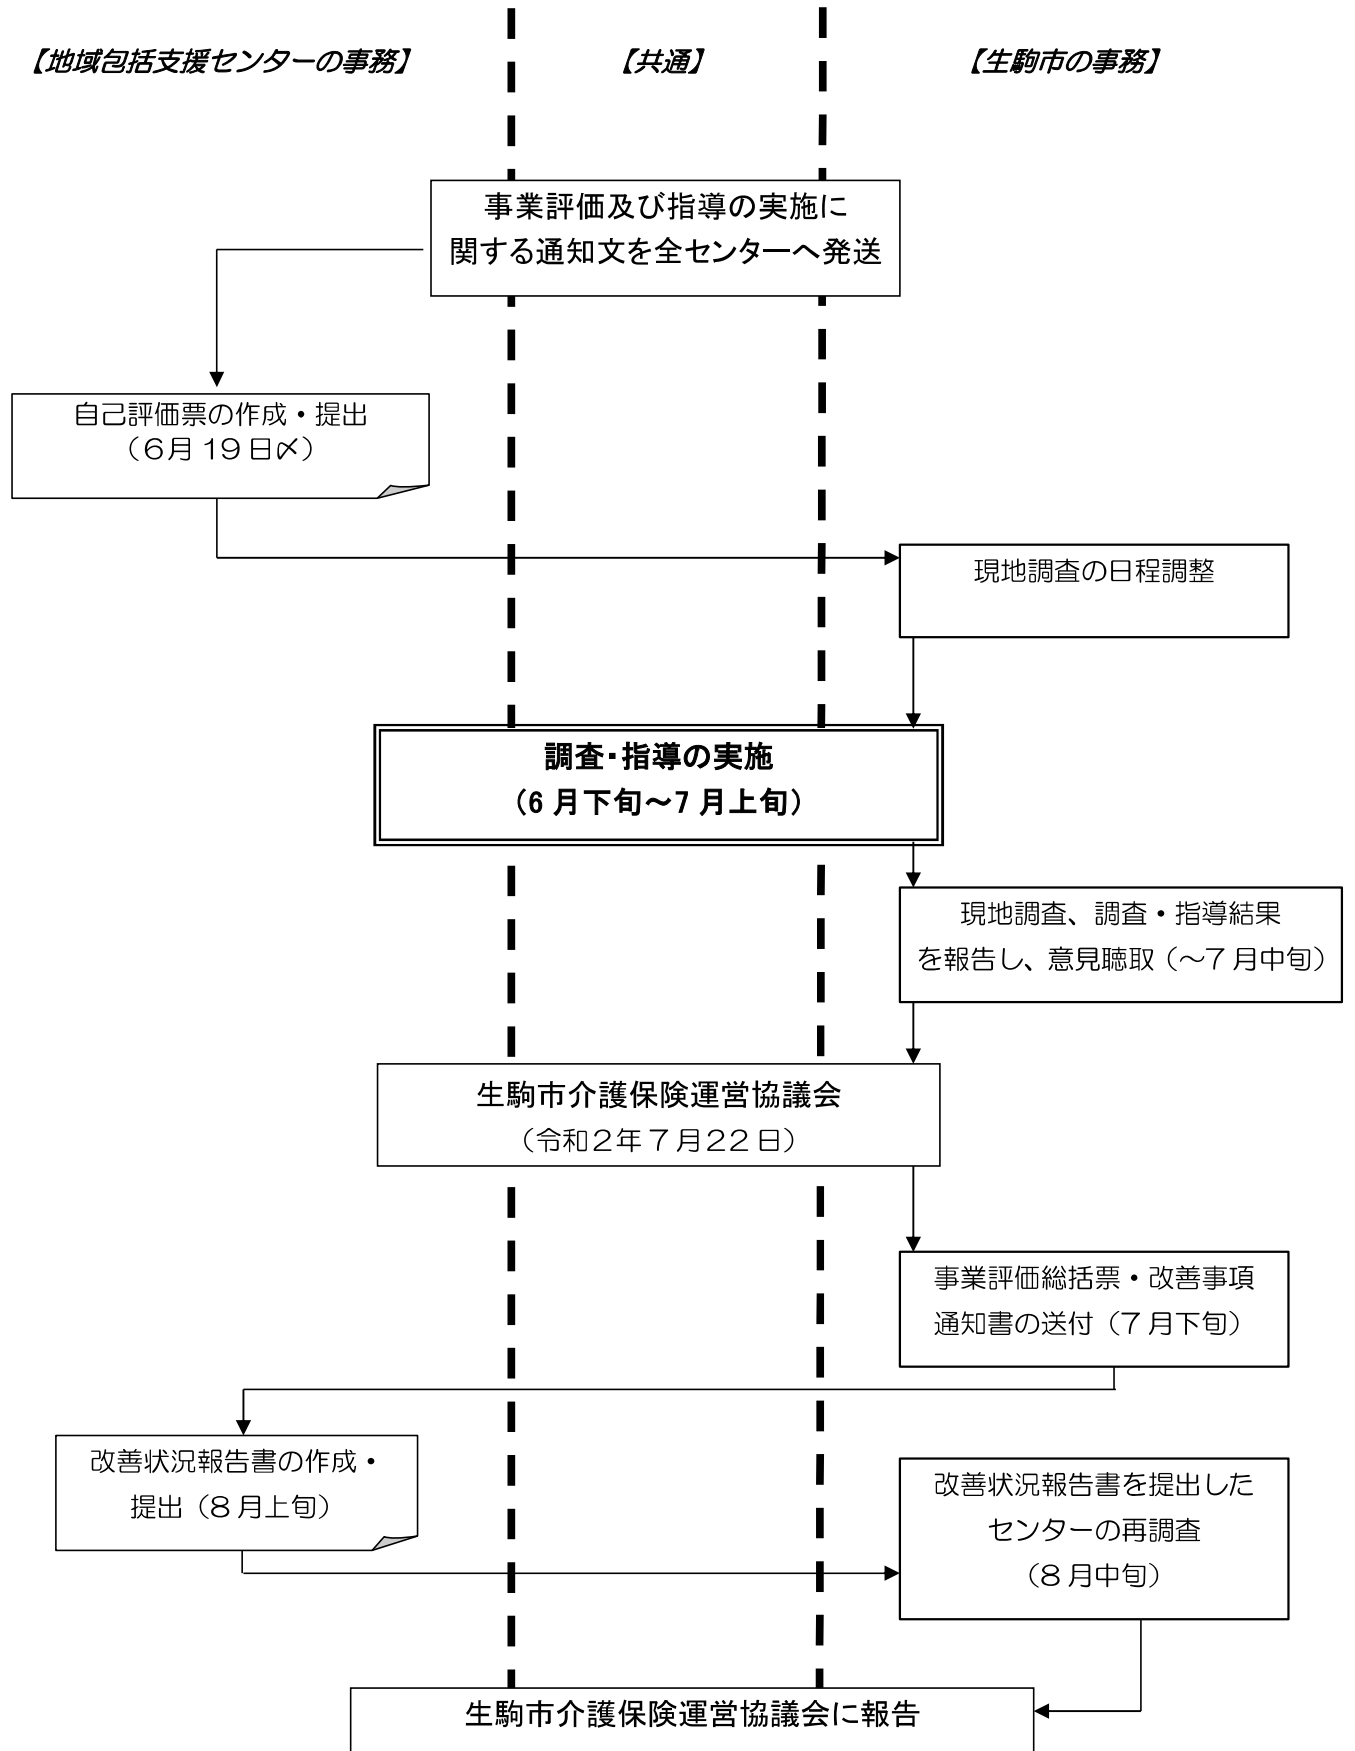 【地域包括支援センターの事務】
【共通】
【生駒市の事務】
事業評価及び指導の実施に
関する通知文を全センターへ発送
自己評価票の作成・提出
（6月19日〆）
現地調査の日程調整
調査・指導の実施
（6月下旬～7月上旬）
現地調査、調査・指導結果
を報告し、意見聴取（～7月中旬）
生駒市介護保険運営協議会
（令和2年7月22日）
事業評価総括票・改善事項
通知書の送付（7月下旬）
改善状況報告書の作成・
提出（8月上旬）
改善状況報告書を提出した
センターの再調査
（8月中旬）
生駒市介護保険運営協議会に報告